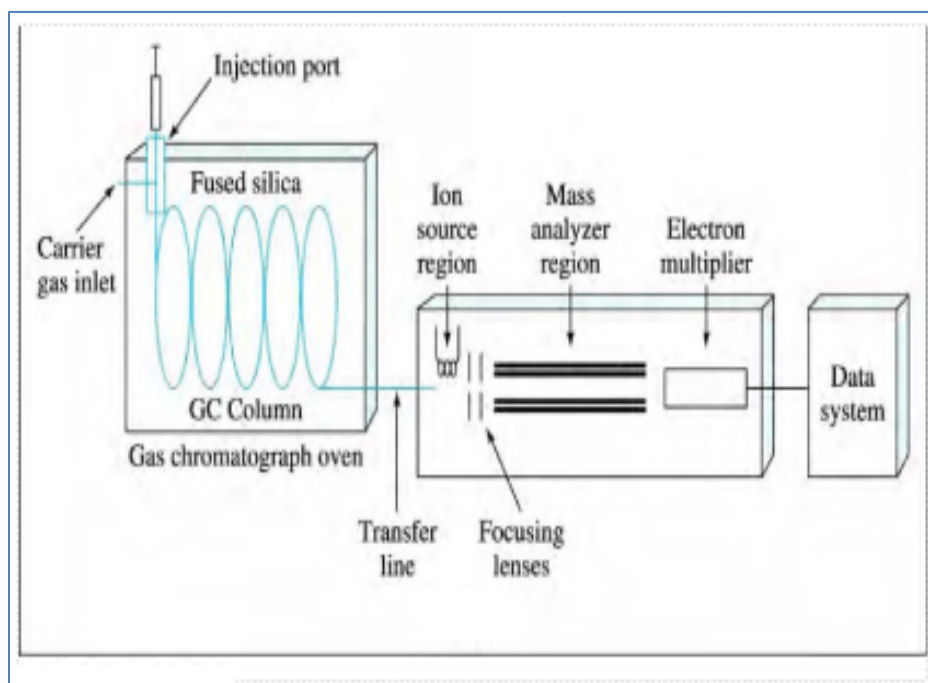 Injection port
Fused silica
Carrier
gas inlet
GC Column
Gas chromatograph oven
Ion
source
region
Mass
analyzer
region
Electron
multiplier
Data
system
Transfer
line
Focusing
lenses